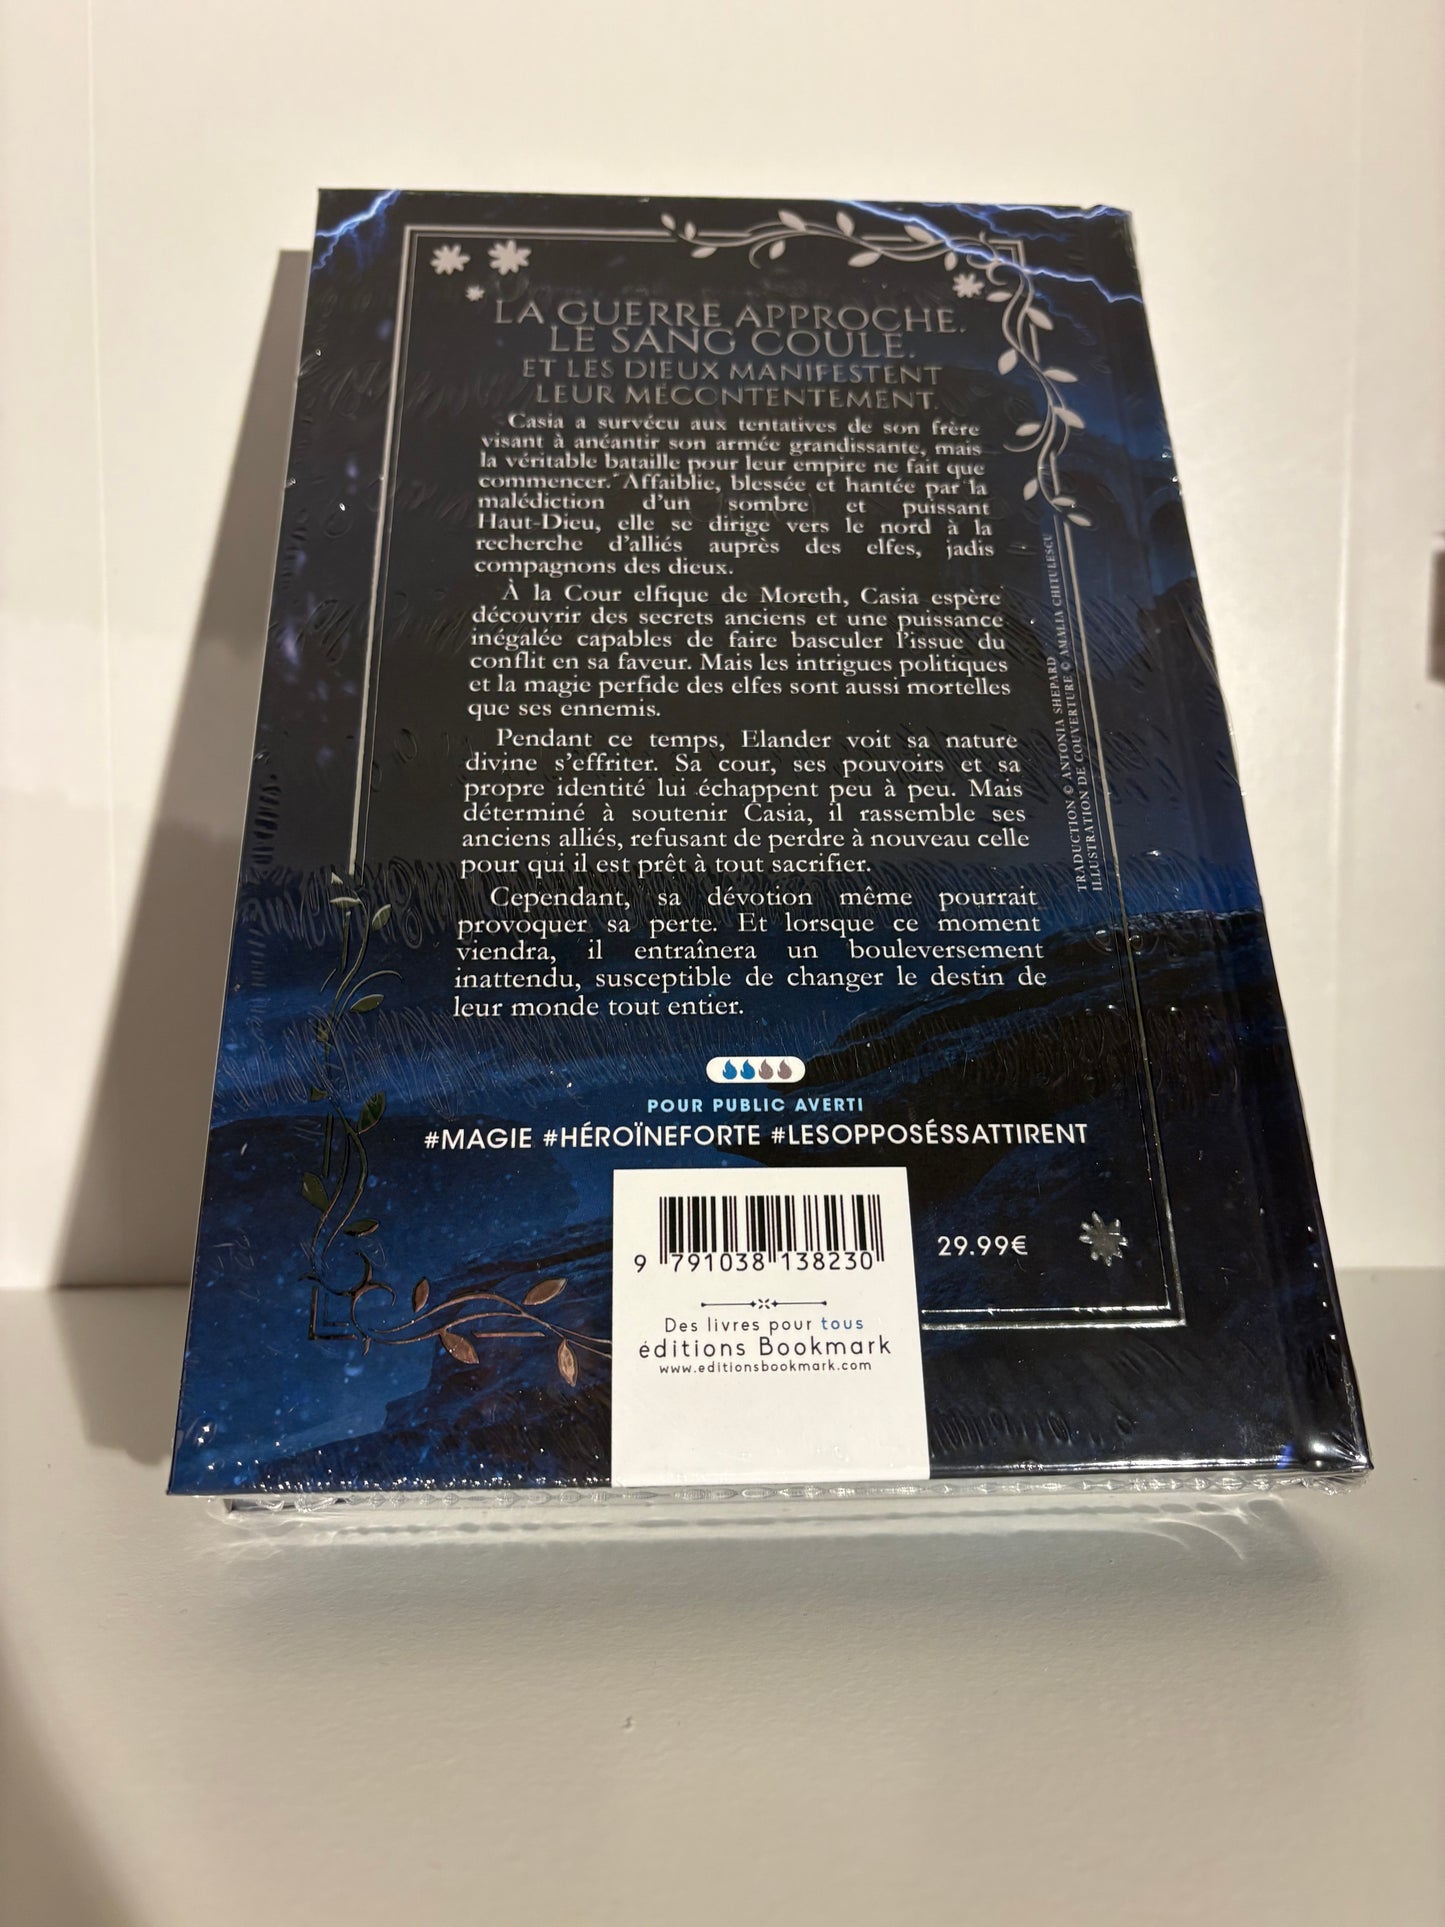 LA GUERRE APPROCHE.
LE SANG COULE.
ET LES DIEUX MANIFESTENT
LEUR MÉCONTENTEMENT.
Casia a survécu aux tentatives de son frère
visant à anéantir son armée grandissante, mais
la véritable bataille pour leur empire ne fait que
commencer. Affaiblie, blessée et hantée par la
malédiction d'un sombre et puissant
Haut-Dieu, elle se dirige vers le nord à la
recherche d'alliés auprès des elfes, jadis
compagnons des dieux.
À la Cour elfique de Moreth, Casia espère
découvrir des secrets anciens et une puissance
inégalée capables de faire basculer l'issue du
conflit en sa faveur. Mais les intrigues politiques
et la magie perfide des elfes sont aussi mortelles
que ses ennemis.
Pendant ce temps, Elander voit sa nature
divine s'effriter. Sa cour, ses pouvoirs et sa
propre identité lui échappent peu à peu. Mais
déterminé à soutenir Casia, il rassemble ses
anciens alliés, refusant de perdre à nouveau celle
pour qui il est prêt à tout sacrifier.
Cependant, sa dévotion même pourrait
provoquer sa perte. Et lorsque ce moment
viendra, il entraînera un bouleversement
inattendu, susceptible de changer le destin de
leur monde tout entier.
TRADUCTION © ANTONIA SHEPARD
ILLUSTRATION DE COUVERTURE © AMALIA CHITULESCU
POUR PUBLIC AVERTI
#MAGIE #HÉROÏNEFORTE #LESOPPOSÉSSATTIRENT
29.99€
9 791038 138230
Des livres pour tous
éditions Bookmark
www.editionsbookmark.com